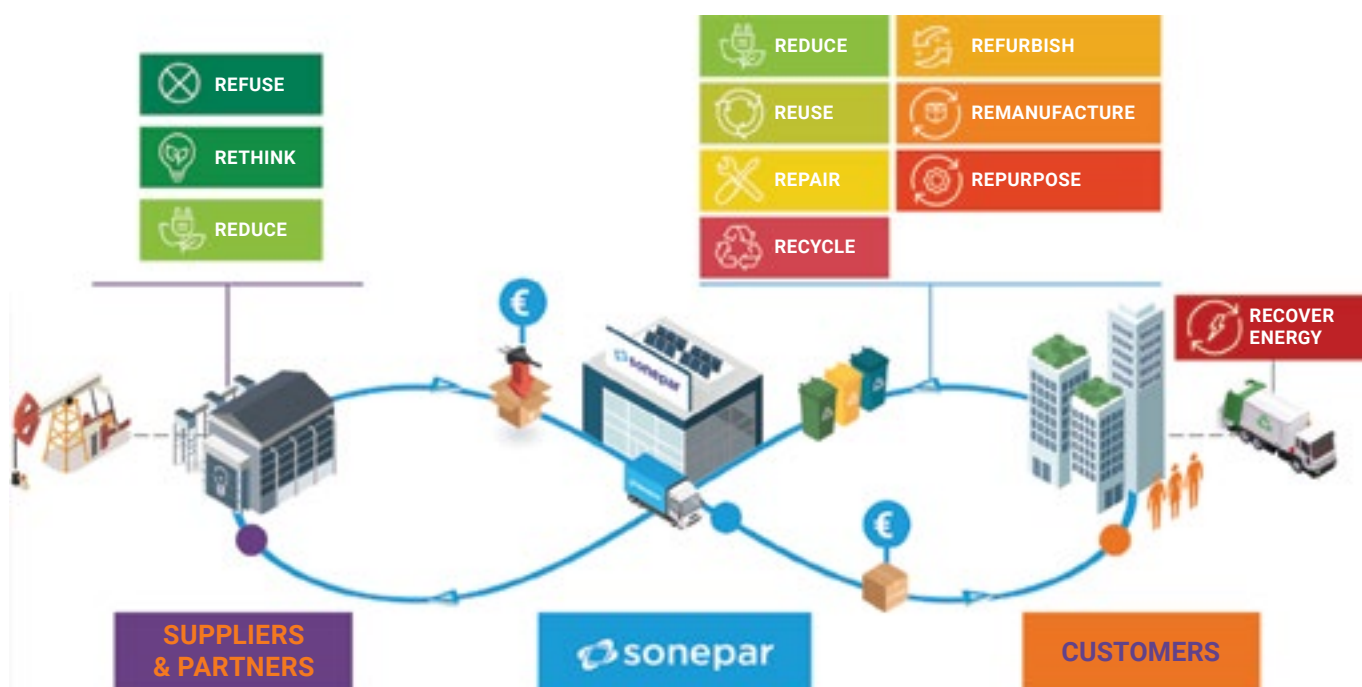 REFUSE
RETHINK
REDUCE
REDUCE
REUSE
REPAIR
RECYCLE
REFURBISH
REMANUFACTURE
REPURPOSE
RECOVER
ENERGY
€
sonepar
€
SUPPLIERS
& PARTNERS
sonepar
CUSTOMERS